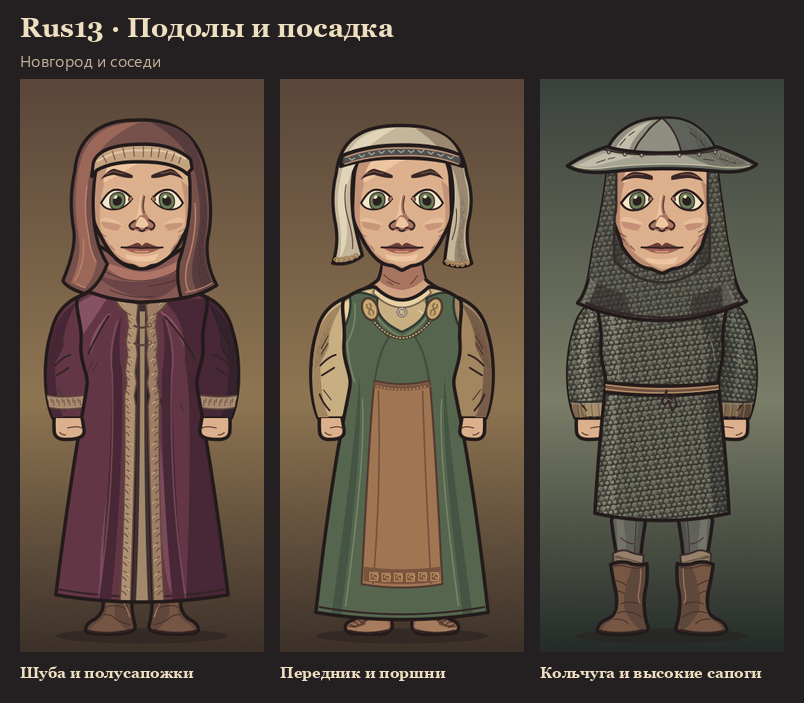 Rus13 · Подолы и посадка
Новгород и соседи
Шуба и полусапожки
Передник и поршни
Кольчуга и высокие сапоги